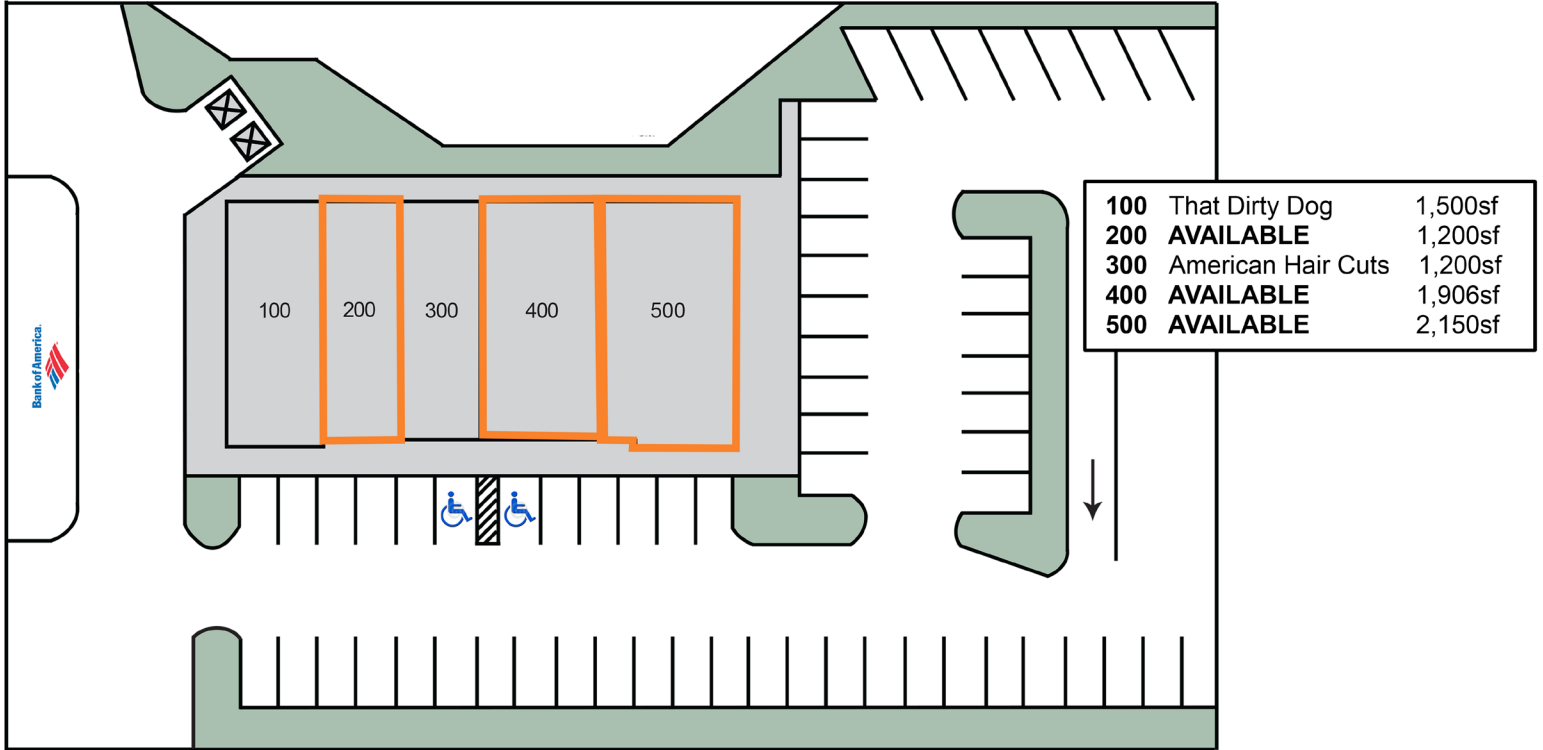 100 That Dirty Dog 1,500sf
200 AVAILABLE 1,200sf
300 American Hair Cuts 1,200sf
400 AVAILABLE 1,906sf
500 AVAILABLE 2,150sf
100
200
300
400
500
Bank of America.